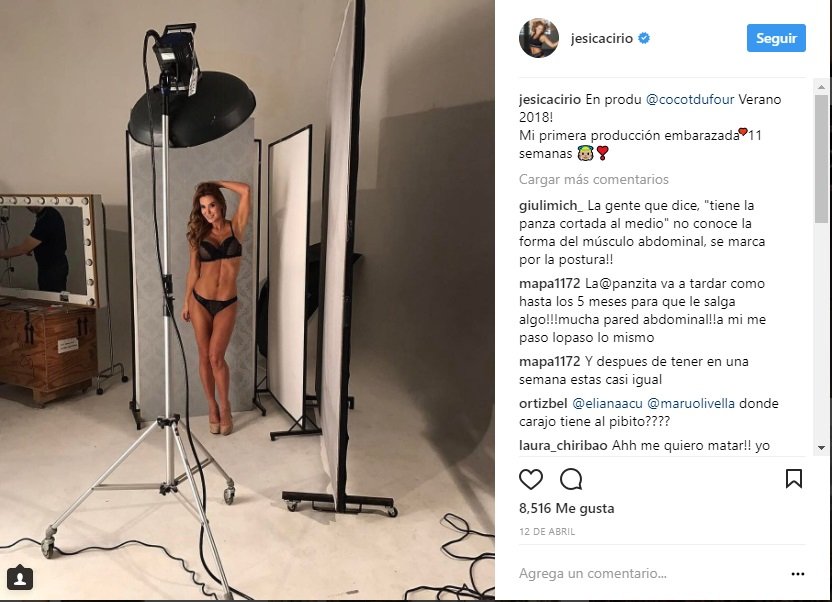 jesicacirio
Seguir
jesicacirio En produ @cocotdufour Verano
2018!
Mi primera producción embarazada❣11
semanas 👼❣
Cargar más comentarios
giulimich_ La gente que dice, "tiene la
panza cortada al medio" no conoce la
forma del músculo abdominal, se marca
por la postura!!
mapa1172 La@panzita va a tardar como
hasta los 5 meses para que le salga
algo!!!mucha pared abdominal!!a mi me
paso lopaso lo mismo
mapa1172 Y despues de tener en una
semana estas casi igual
ortizbel @elianaacu @maruolivella donde
carajo tiene al pibito????
laura_chiribao Ahh me quiero matar!! yo
8,516 Me gusta
12 DE ABRIL
Agrega un comentario...